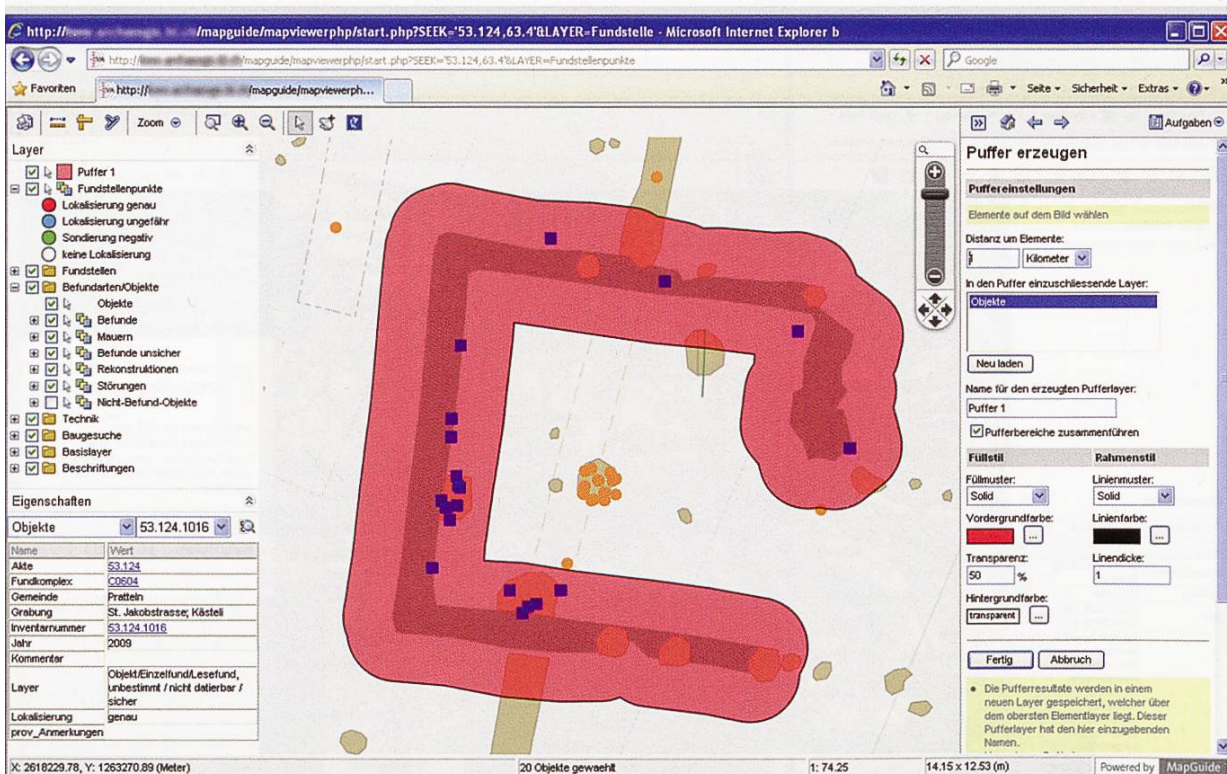 http:// /mapguide/mapviewerphp/start.php?SEEK='53.124,63.4'&LAYER=Fundstelle - Microsoft Internet Explorer b
http:// /mapguide/mapviewerphp/start.php?SEEK='53.124,63.4'&LAYER=Fundstellenpunkte
Google
Favoriten
http:// /mapguide/mapviewerph...
Seite
Sicherheit
Extras
Zoom
Aufgaben
Layer
Puffer 1
Fundstellenpunkte
Lokalisierung genau
Lokalisierung ungefähr
Sondierung negativ
keine Lokalisierung
Fundstellen
Befundarten/Objekte
Objekte
Befunde
Mauern
Befunde unsicher
Rekonstruktionen
Störungen
Nicht-Befund-Objekte
Technik
Baugesuche
Basislayer
Beschriftungen
Eigenschaften
Objekte 53.124.1016
Name Wert
Akte 53.124
Fundkomplex C0604
Gemeinde Pratteln
Grabung St. Jakobstrasse; Kästeli
Inventarnummer 53.124.1016
Jahr 2009
Kommentar
Layer Objekt/Einzelfund/Lesefund,
unbestimmt / nicht datierbar /
sicher
Lokalisierung genau
prov_Anmerkungen
Puffer erzeugen
Puffereinstellungen
Elemente auf dem Bild wählen
Distanz um Elemente:
Kilometer
In den Puffer einzuschliessende Layer:
Objekte
Neu laden
Name für den erzeugten Pufferlayer:
Puffer 1
Pufferbereiche zusammenführen
Füllstil Rahmenstil
Füllmuster: Linienmuster:
Solid Solid
Vordergrundfarbe: Linienfarbe:
... ...
Transparenz: Liniendicke:
50 % 1
Hintergrundfarbe:
transparent ...
Fertig Abbruch
• Die Pufferresultate werden in einem
neuen Layer gespeichert, welcher über
dem obersten Elementlayer liegt. Dieser
Pufferlayer hat den hier einzugebenden
Namen.
X: 2618229.78, Y: 1263270.89 (Meter) 20 Objekte gewaehlt 1: 74.25 14.15 x 12.53 (m) Powered by MapGuide